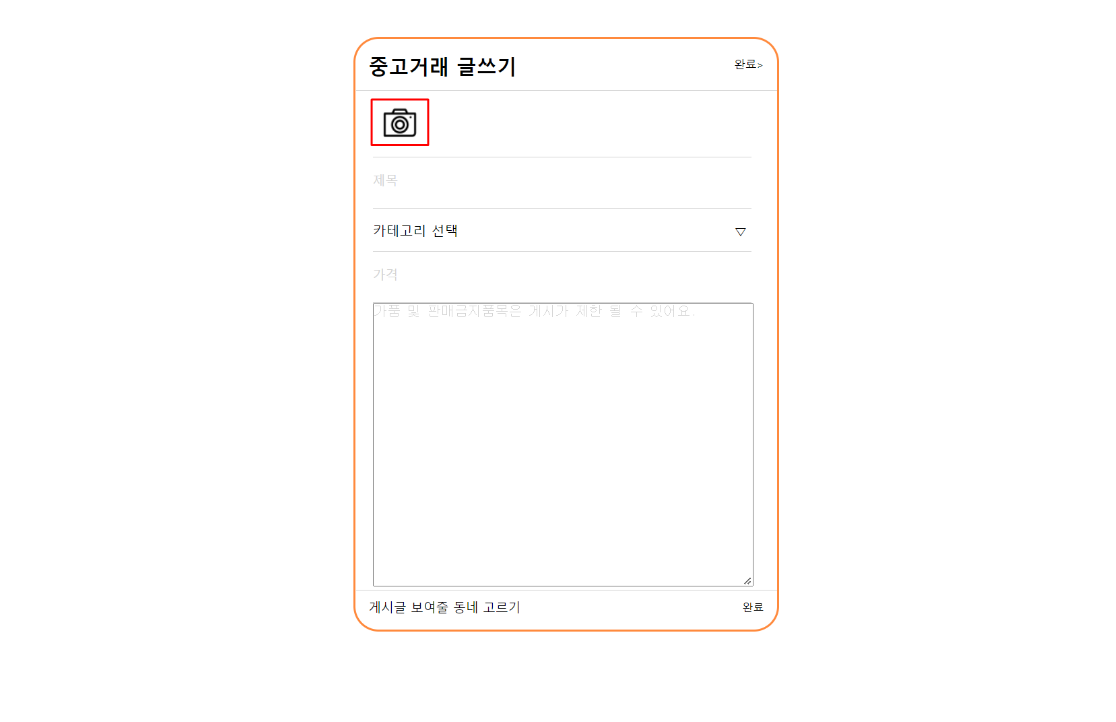 중고거래 글쓰기
완료>
제목
카테고리 선택 ▽
가격
가품 및 판매금지품목은 게시가 제한 될 수 있어요.
게시글 보여줄 동네 고르기
완료